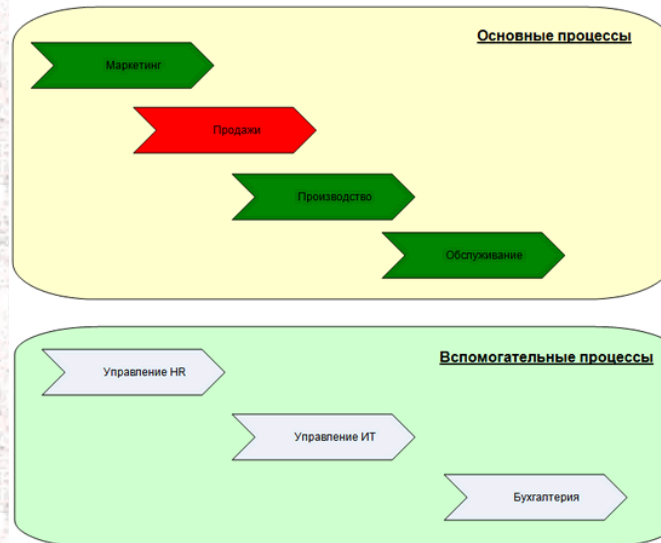 Основные процессы
Маркетинг
Продажи
Производство
Обслуживание
Вспомогательные процессы
Управление HR
Управление ИТ
Бухгалтерия